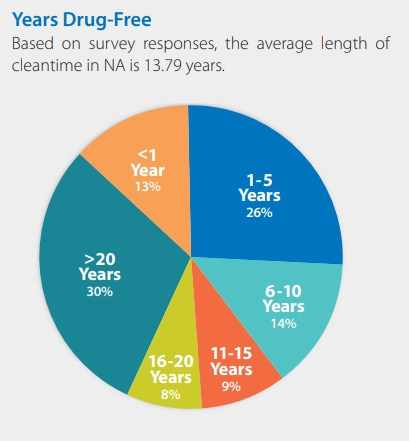 Years Drug-Free
Based on survey responses, the average length of
cleantime in NA is 13.79 years.
<1
Year
13%
1-5
Years
26%
>20
Years
30%
6-10
Years
14%
16-20
Years
8%
11-15
Years
9%